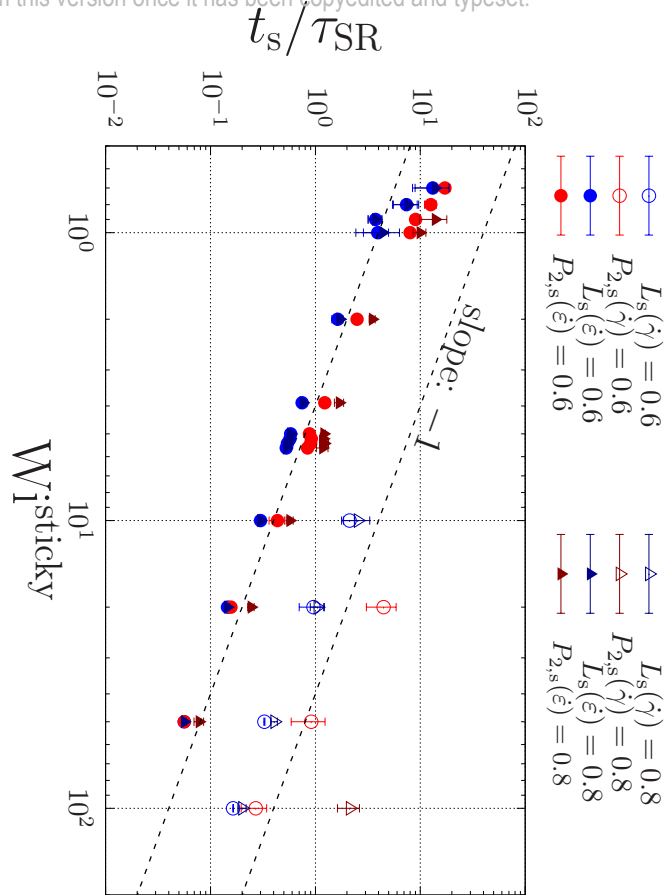 n this version once it has been copyedited and typeset.
t_s/τ_SR
10^−2
10^−1
10^0
10^1
10^2
L_s(γ̇) = 0.6
P_2,s(γ̇) = 0.6
L_s(ε̇) = 0.6
P_2,s(ε̇) = 0.6
L_s(γ̇) = 0.8
P_2,s(γ̇) = 0.8
L_s(ε̇) = 0.8
P_2,s(ε̇) = 0.8
slope: −1
10^0
10^1
10^2
Wi^sticky